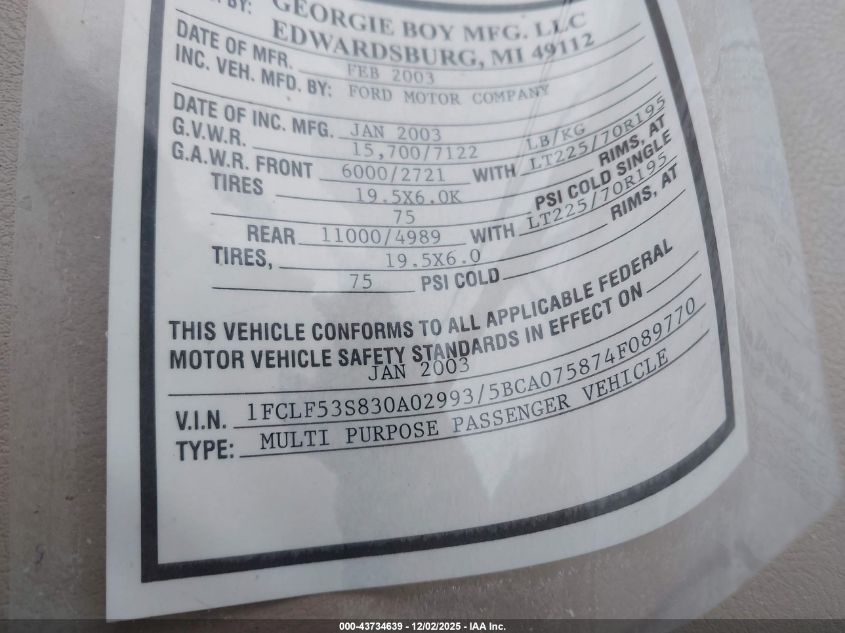 BY: GEORGIE BOY MFG. LLC
EDWARDSBURG, MI 49112
DATE OF MFR. FEB 2003
INC. VEH. MFD. BY: FORD MOTOR COMPANY
DATE OF INC. MFG. JAN 2003
G.V.W.R. 15,700/7122 LB/KG
G.A.W.R. FRONT 6000/2721 WITH LT225/70R195
TIRES 19.5X6.0K RIMS, AT
75 PSI COLD SINGLE
REAR 11000/4989 WITH LT225/70R195
TIRES, 19.5X6.0 RIMS, AT
75 PSI COLD
THIS VEHICLE CONFORMS TO ALL APPLICABLE FEDERAL
MOTOR VEHICLE SAFETY STANDARDS IN EFFECT ON
JAN 2003
V.I.N. 1FCLF53S830A02993/5BCA075874F089770
TYPE: MULTI PURPOSE PASSENGER VEHICLE
000-43734639 - 12/02/2025 - IAA Inc.